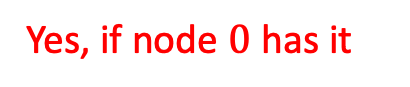 Yes, if node 0 has it